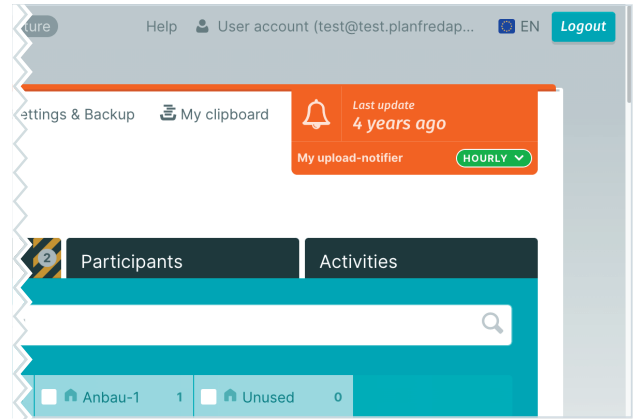 Help User account (test@test.planfredap... EN Logout
Last update
& Backup My clipboard
4 years ago
My upload-notifier HOURLY
2 Participants Activities
Anbau-1 1 Unused 0